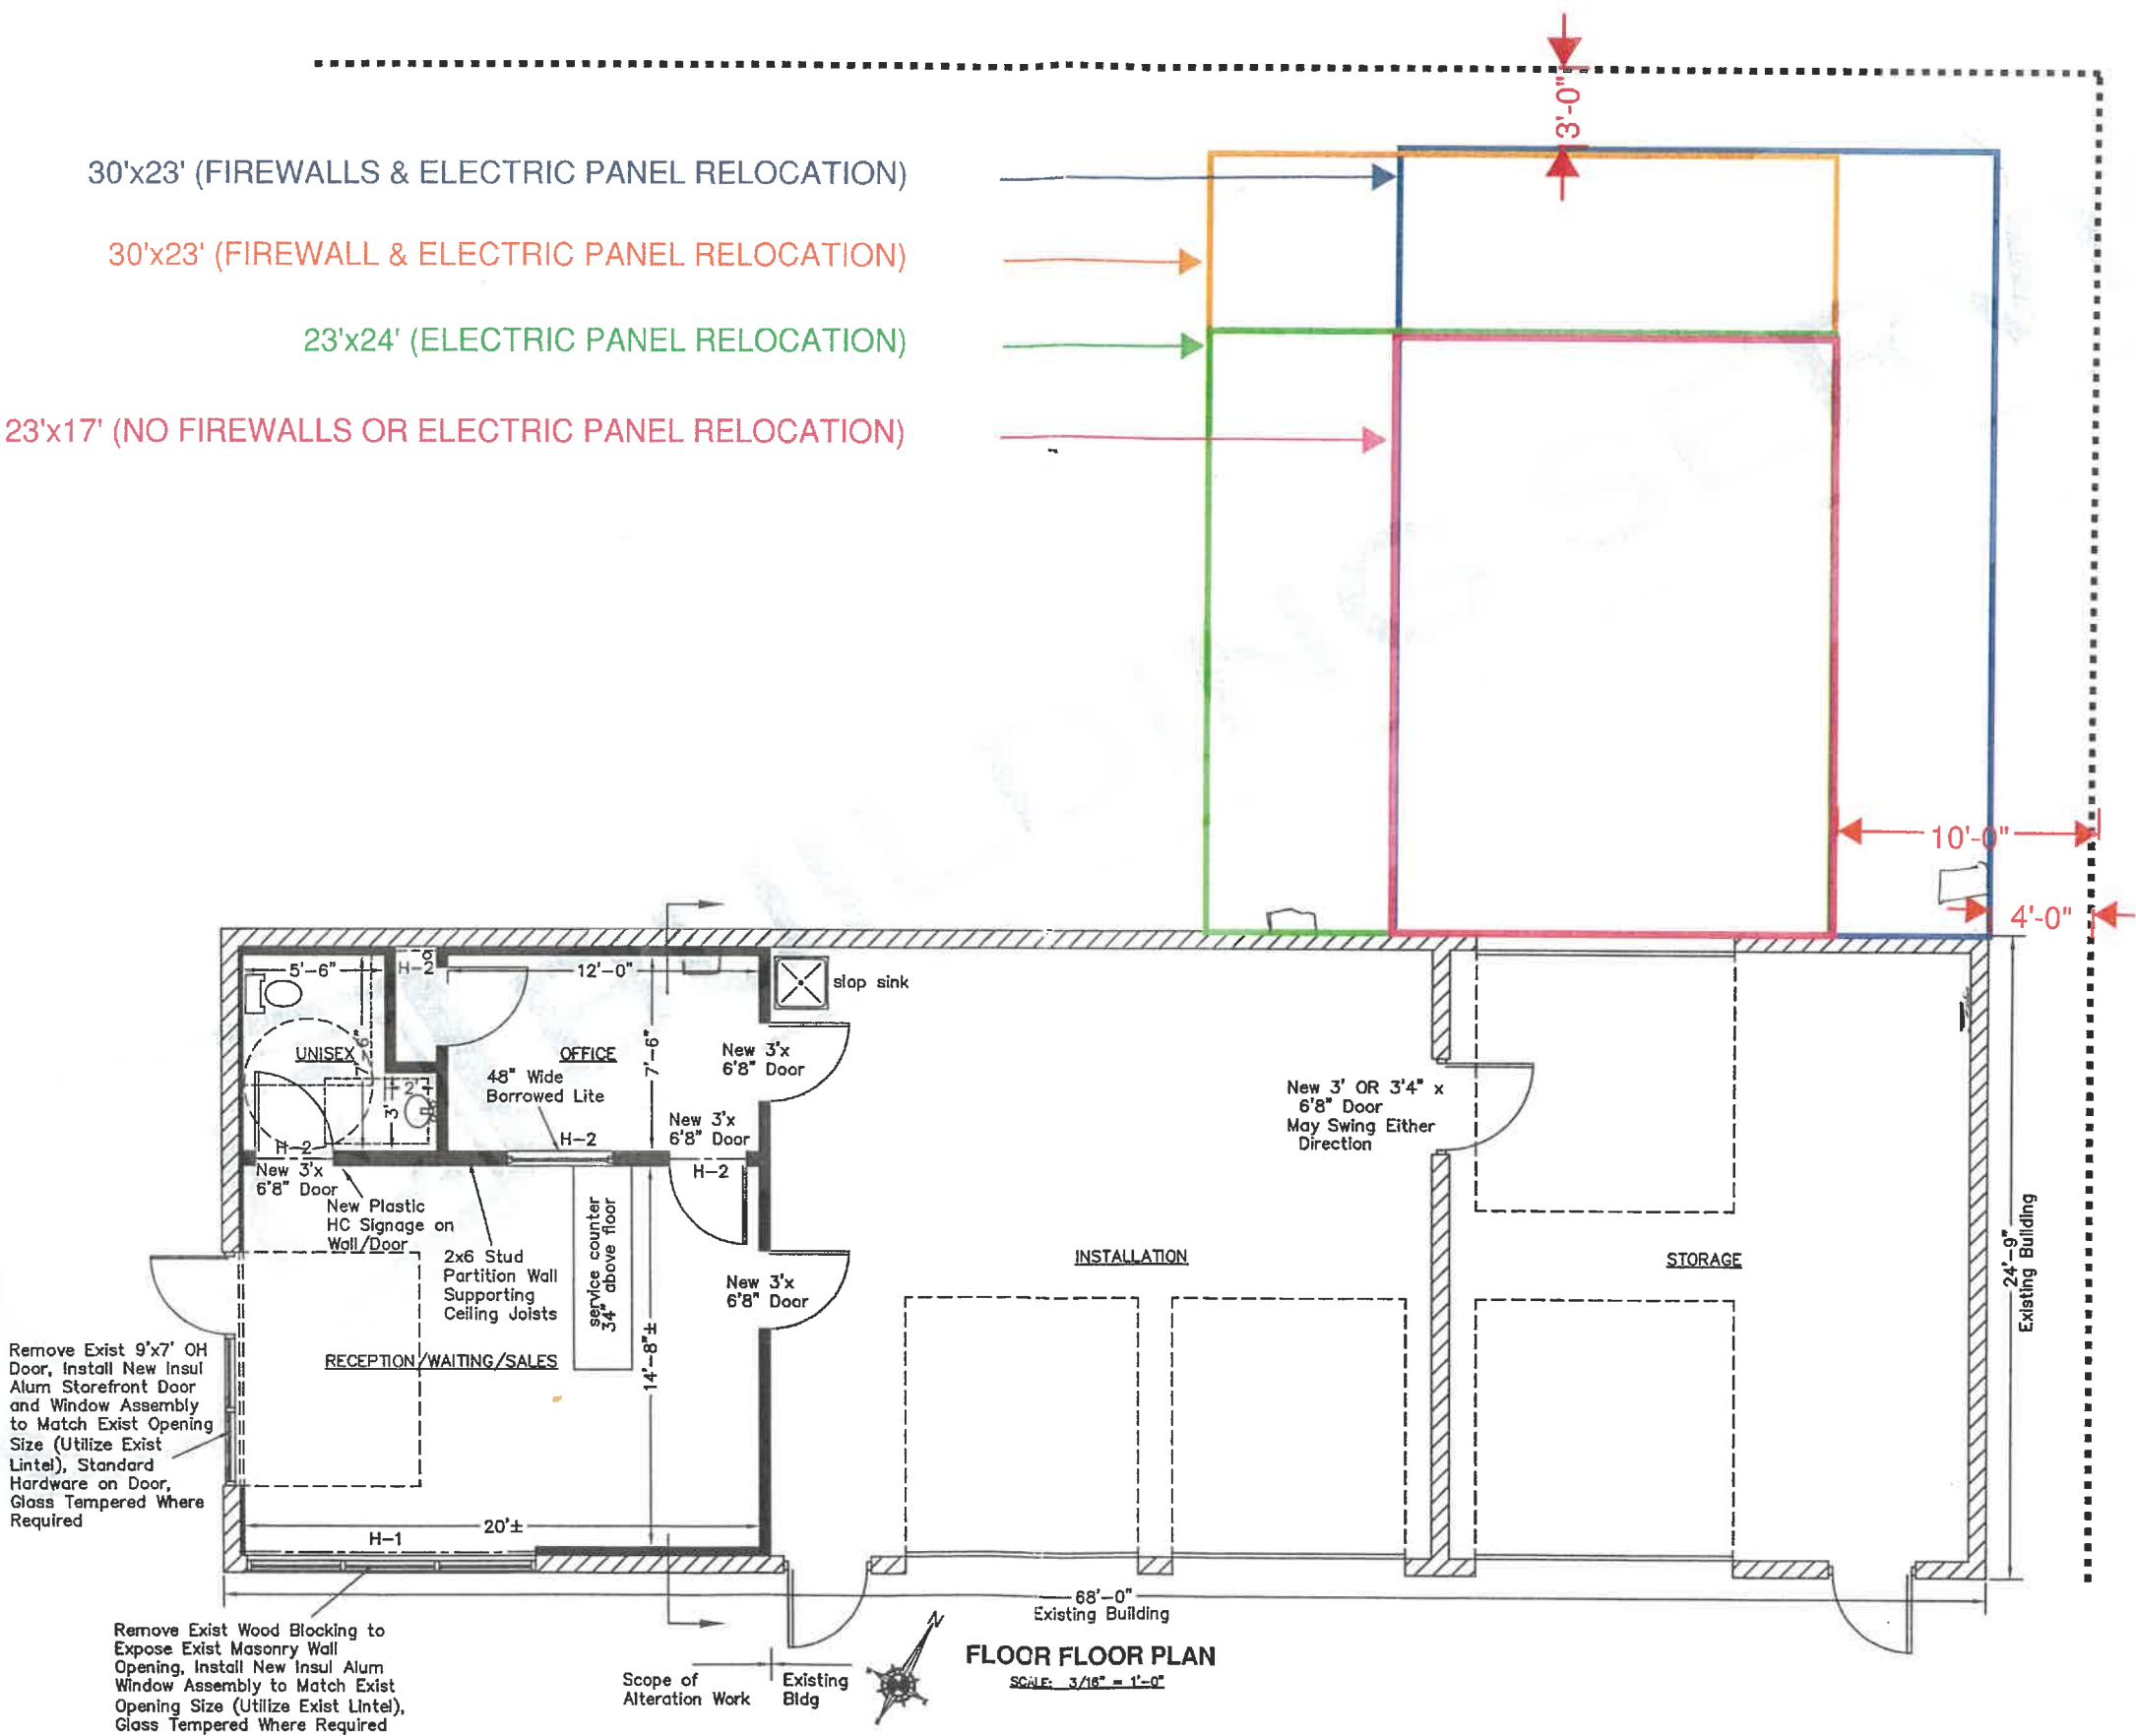 3'-0"
30'x23' (FIREWALLS & ELECTRIC PANEL RELOCATION)
30'x23' (FIREWALL & ELECTRIC PANEL RELOCATION)
23'x24' (ELECTRIC PANEL RELOCATION)
23'x17' (NO FIREWALLS OR ELECTRIC PANEL RELOCATION)
10'-0"
4'-0"
5'-6"
H-2
12'-0"
slop sink
UNISEX
7'-6"
OFFICE
7'-6"
48" Wide
Borrowed Lite
New 3'x
6'8" Door
2'
3'
New 3'x
6'8" Door
H-2
H-2
H-2
New 3'x
6'8" Door
New Plastic
HC Signage on
Wall/Door
2x6 Stud
Partition Wall
Supporting
Ceiling Joists
service counter
34" above floor
New 3'x
6'8" Door
New 3' OR 3'4" x
6'8" Door
May Swing Either
Direction
INSTALLATION
STORAGE
24'-9"
Existing Building
RECEPTION/WAITING/SALES
14'-8"±
Remove Exist 9'x7' OH
Door, Install New Insul
Alum Storefront Door
and Window Assembly
to Match Exist Opening
Size (Utilize Exist
Lintel), Standard
Hardware on Door,
Glass Tempered Where
Required
20'±
H-1
68'-0"
Existing Building
Remove Exist Wood Blocking to
Expose Exist Masonry Wall
Opening, Install New Insul Alum
Window Assembly to Match Exist
Opening Size (Utilize Exist Lintel),
Glass Tempered Where Required
Scope of
Alteration Work
Existing
Bldg
N
FLOOR FLOOR PLAN
SCALE: 3/16" = 1'-0"